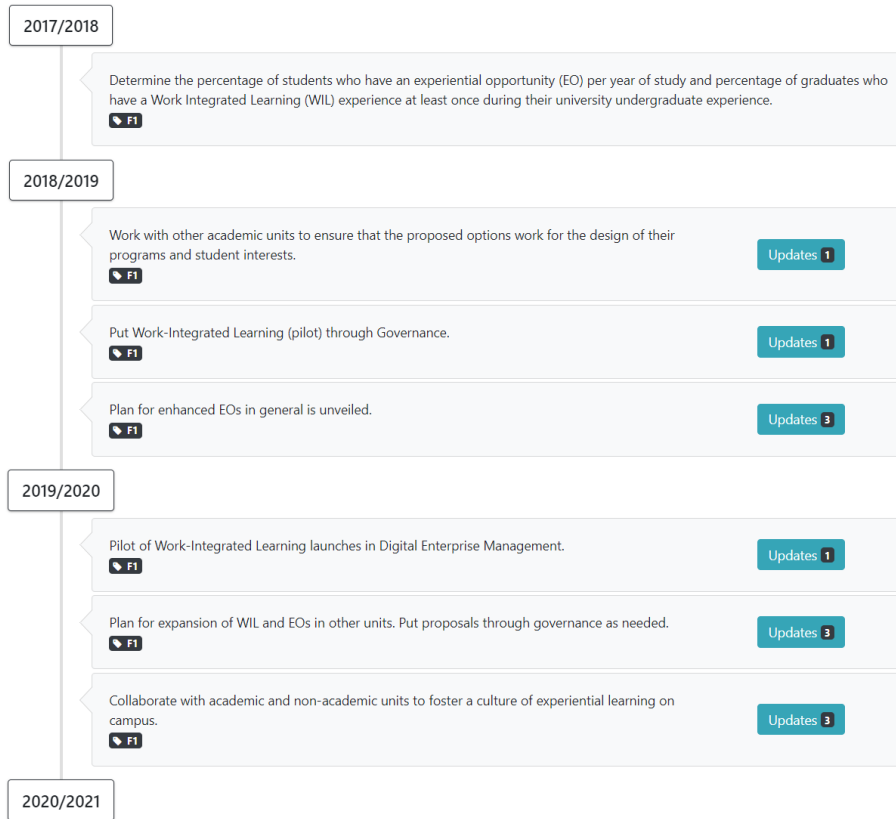 2017/2018
Determine the percentage of students who have an experiential opportunity (EO) per year of study and percentage of graduates who
have a Work Integrated Learning (WIL) experience at least once during their university undergraduate experience.
F1
2018/2019
Work with other academic units to ensure that the proposed options work for the design of their
programs and student interests.
F1
Updates 1
Put Work-Integrated Learning (pilot) through Governance.
F1
Updates 1
Plan for enhanced EOs in general is unveiled.
F1
Updates 3
2019/2020
Pilot of Work-Integrated Learning launches in Digital Enterprise Management.
F1
Updates 1
Plan for expansion of WIL and EOs in other units. Put proposals through governance as needed.
F1
Updates 3
Collaborate with academic and non-academic units to foster a culture of experiential learning on
campus.
F1
Updates 3
2020/2021